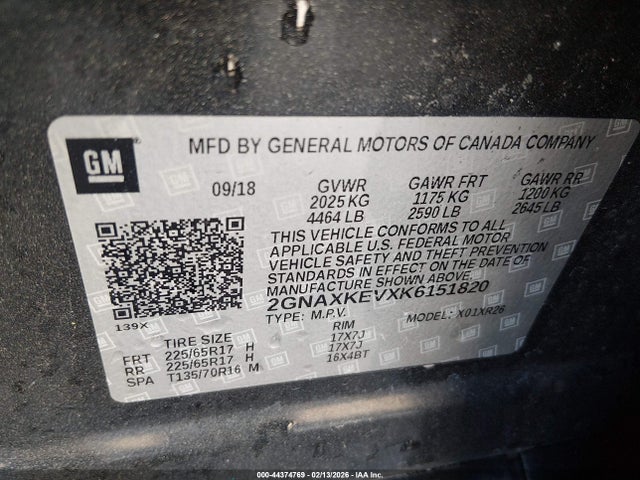 GM
MFD BY GENERAL MOTORS OF CANADA COMPANY
09/18 GVWR GAWR FRT GAWR RR
2025 KG 1175 KG 1200 KG
4464 LB 2590 LB 2645 LB
THIS VEHICLE CONFORMS TO ALL
APPLICABLE U.S. FEDERAL MOTOR
VEHICLE SAFETY AND THEFT PREVENTION
STANDARDS IN EFFECT ON THE DATE OF
MANUFACTURE SHOWN ABOVE.
2GNAXKEVXK6151820
TYPE: M.P.V. MODEL: X01XR26
139X
TIRE SIZE RIM
FRT 225/65R17 H 17X7J
RR 225/65R17 H 17X7J
SPA T135/70R16 M 16X4BT
000-44374769 | 02/13/2026 | IAA Inc.